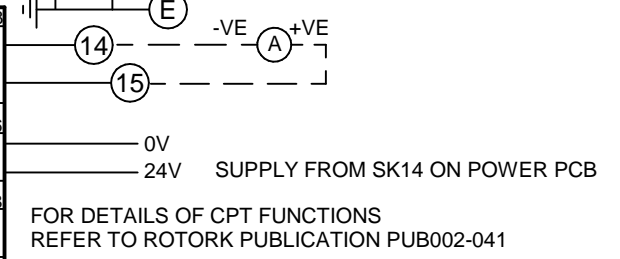 E
-VE A +VE
14
15
0V
24V SUPPLY FROM SK14 ON POWER PCB
FOR DETAILS OF CPT FUNCTIONS
REFER TO ROTORK PUBLICATION PUB002-041